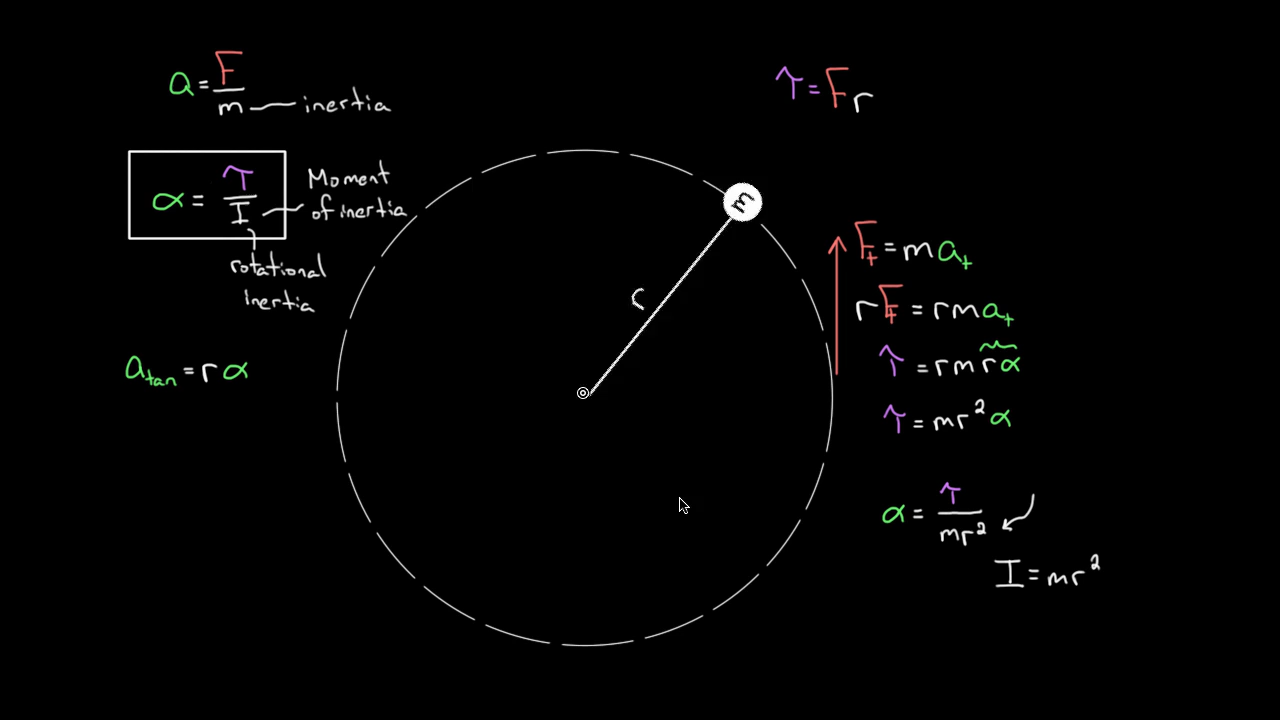 a = F/m — inertia
α = τ/I Moment of inertia
rotational inertia
a_tan = rα
τ = Fr
m
r
F_t = ma_t
rF_t = rma_t
τ = rmrα
τ = mr²α
α = τ/mr²
I = mr²